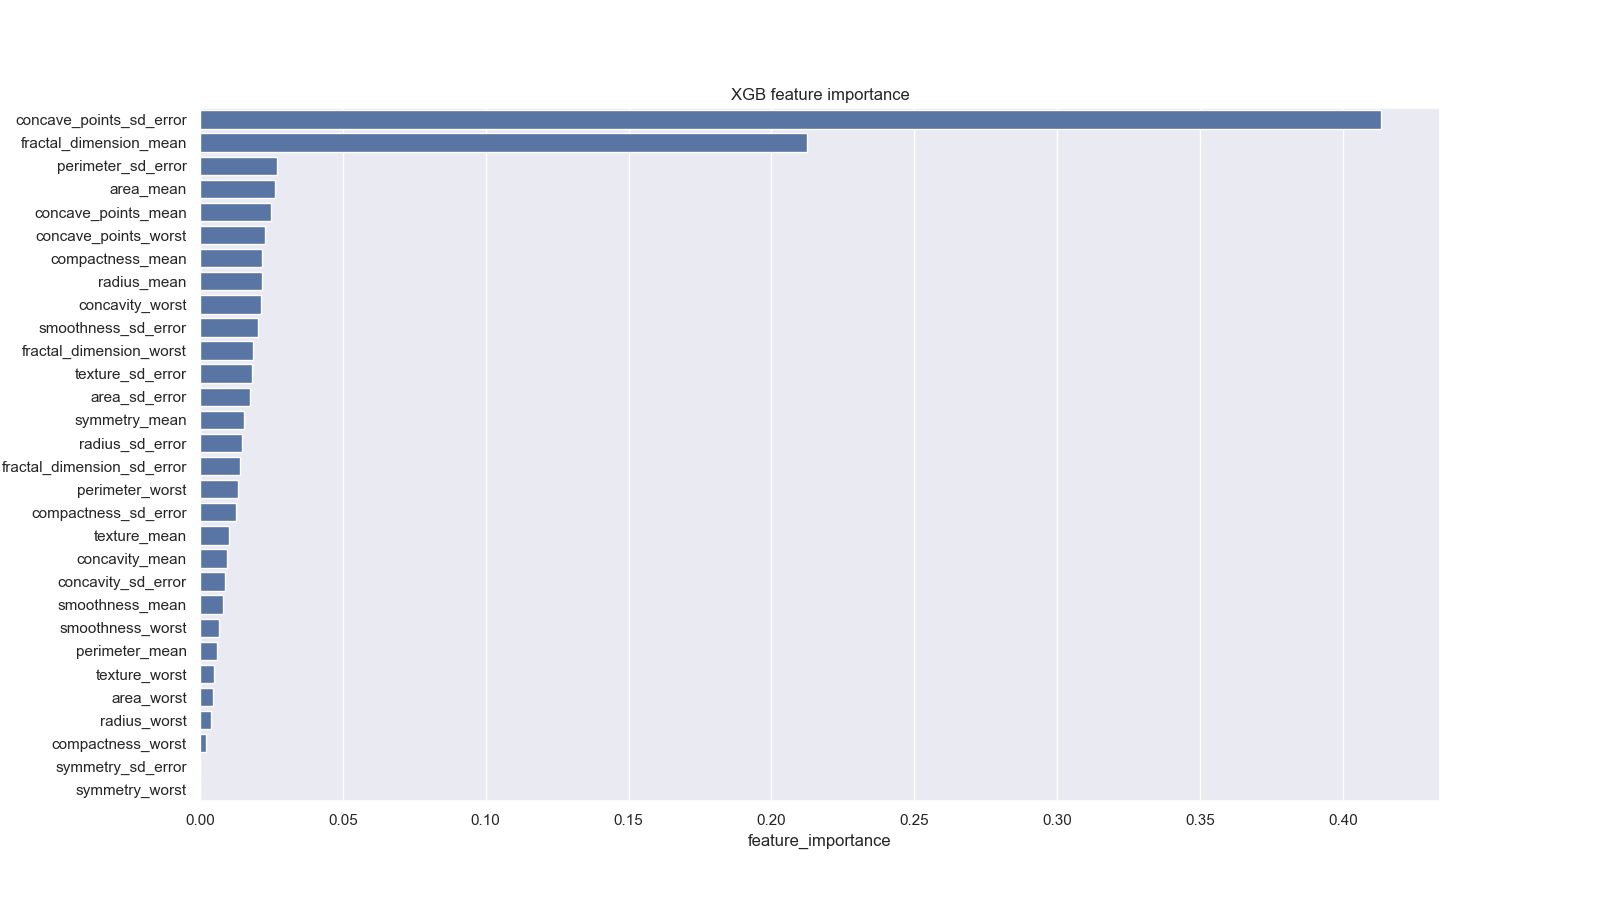 XGB feature importance
concave_points_sd_error
fractal_dimension_mean
perimeter_sd_error
area_mean
concave_points_mean
concave_points_worst
compactness_mean
radius_mean
concavity_worst
smoothness_sd_error
fractal_dimension_worst
texture_sd_error
area_sd_error
symmetry_mean
radius_sd_error
fractal_dimension_sd_error
perimeter_worst
compactness_sd_error
texture_mean
concavity_mean
concavity_sd_error
smoothness_mean
smoothness_worst
perimeter_mean
texture_worst
area_worst
radius_worst
compactness_worst
symmetry_sd_error
symmetry_worst
0.00 0.05 0.10 0.15 0.20 0.25 0.30 0.35 0.40
feature_importance